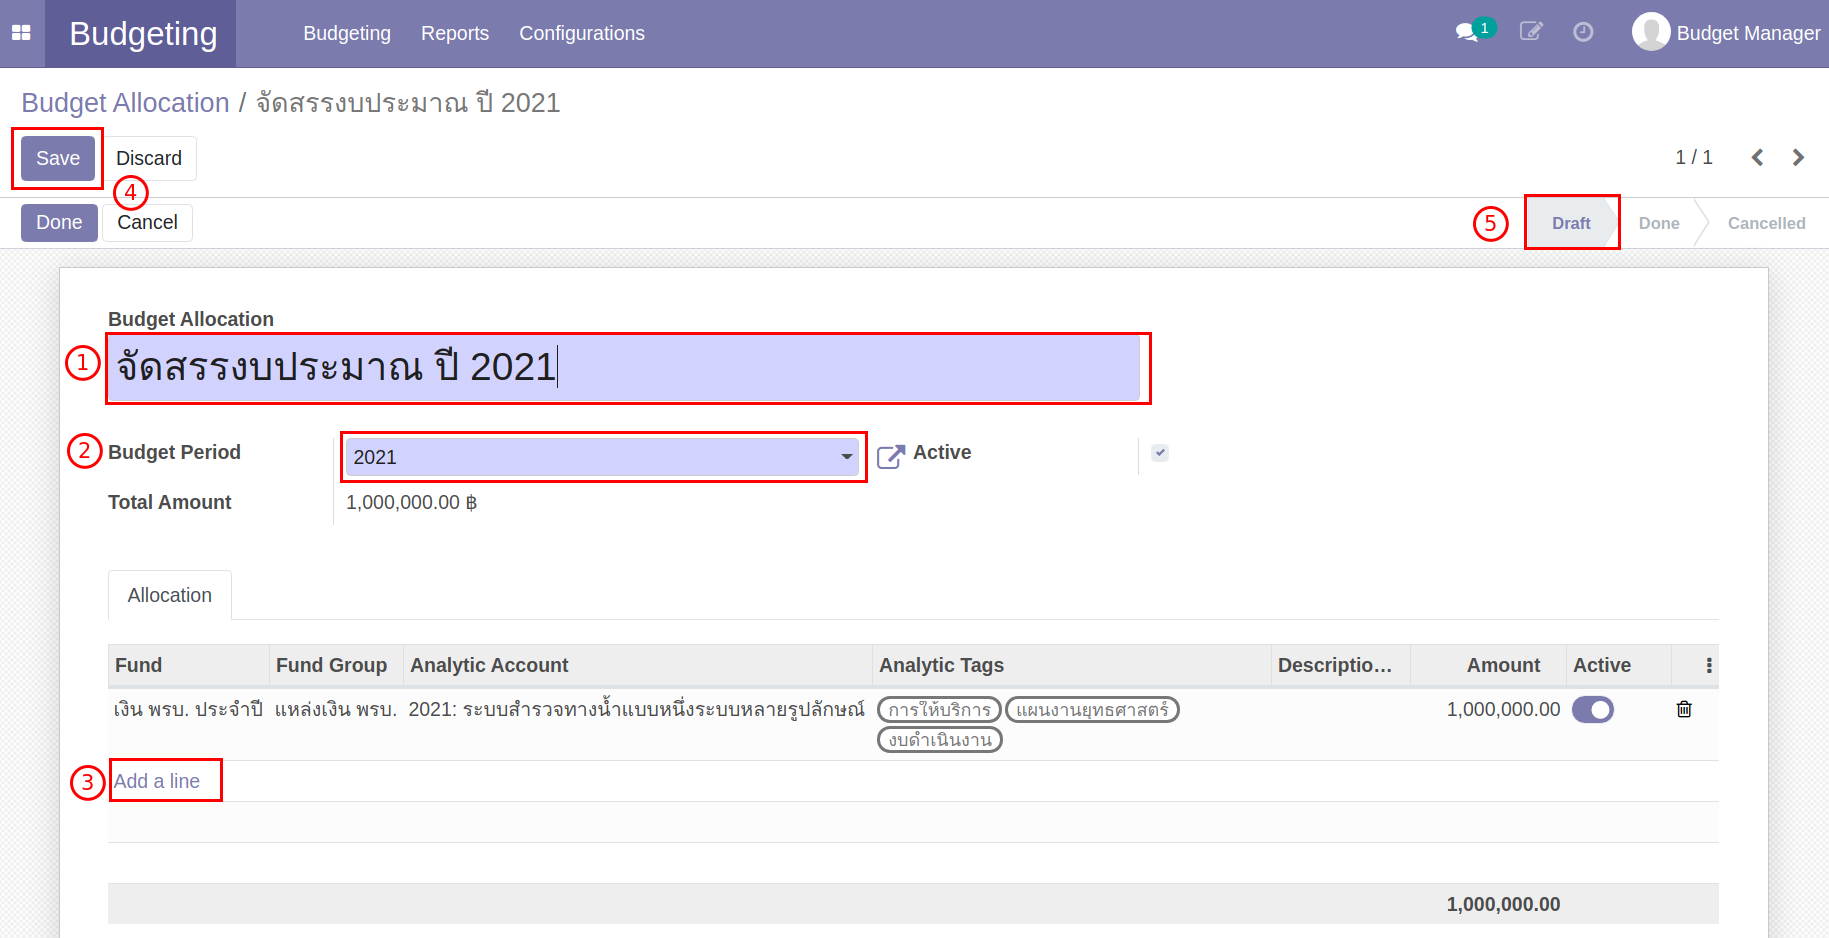 Budgeting Budgeting Reports Configurations 1 Budget Manager
Budget Allocation / จัดสรรงบประมาณ ปี 2021
Save Discard 1 / 1
4
Done Cancel 5 Draft Done Cancelled
Budget Allocation
1 จัดสรรงบประมาณ ปี 2021
2 Budget Period 2021 Active
Total Amount 1,000,000.00 ฿
Allocation
Fund Fund Group Analytic Account Analytic Tags Descriptio... Amount Active
เงิน พรบ. ประจำปี แหล่งเงิน พรบ. 2021: ระบบสำรวจทางน้ำแบบหนึ่งระบบหลายรูปลักษณ์ การให้บริการ แผนงานยุทธศาสตร์ 1,000,000.00
งบดำเนินงาน
3 Add a line
1,000,000.00